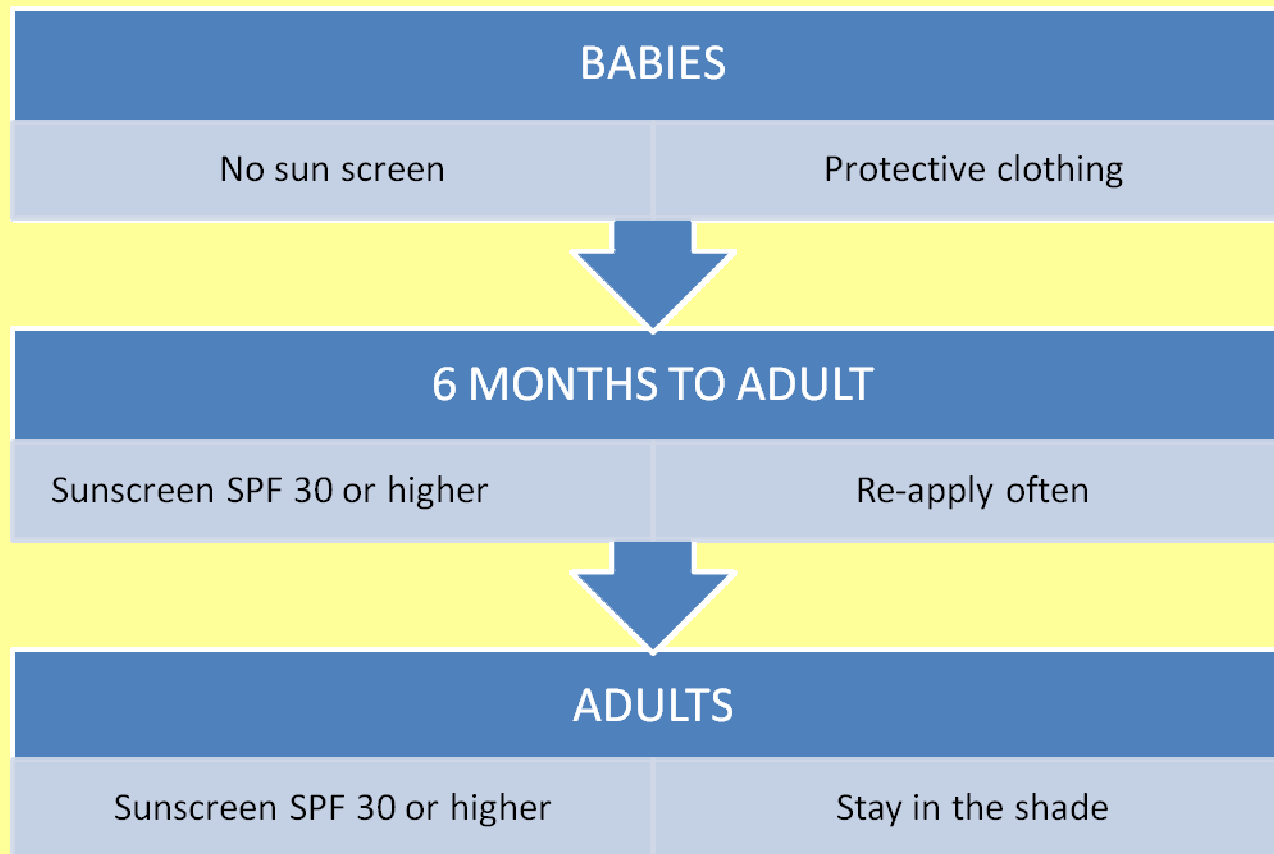 BABIES
No sun screen
Protective clothing
6 MONTHS TO ADULT
Sunscreen SPF 30 or higher
Re-apply often
ADULTS
Sunscreen SPF 30 or higher
Stay in the shade